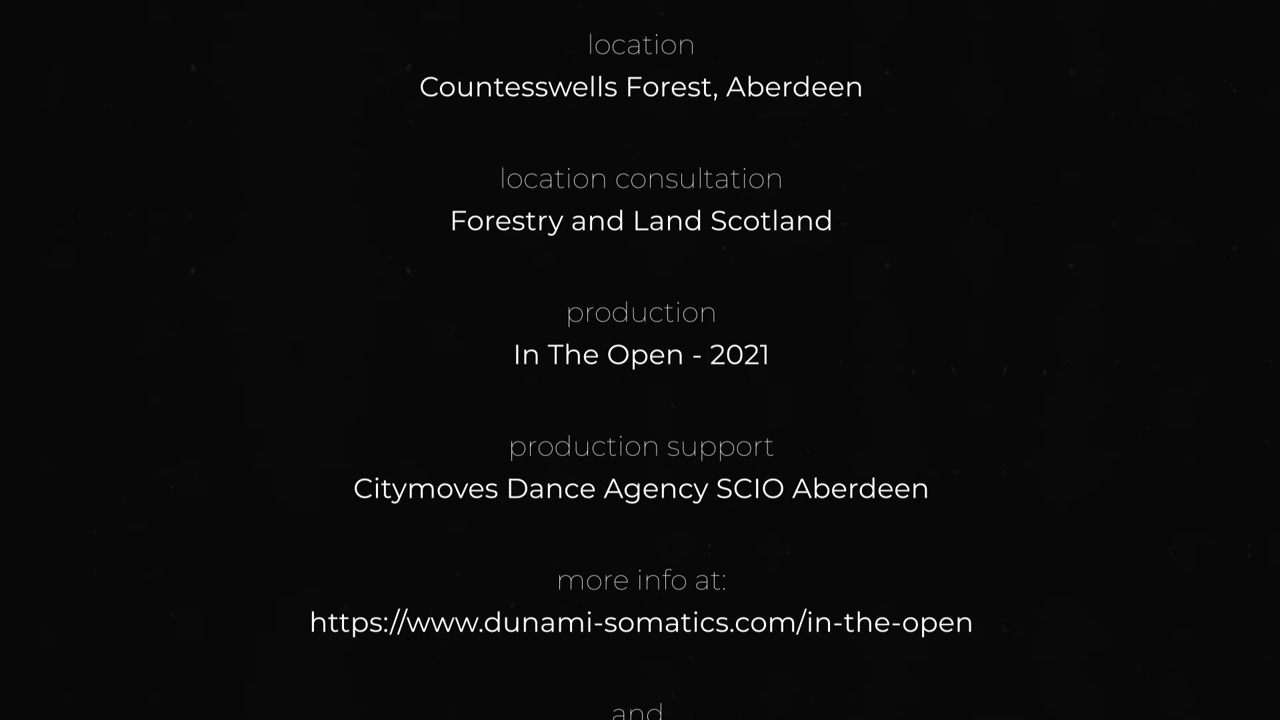 location
Countesswells Forest, Aberdeen
location consultation
Forestry and Land Scotland
production
In The Open - 2021
production support
Citymoves Dance Agency SCIO Aberdeen
more info at:
https://www.dunami-somatics.com/in-the-open
and